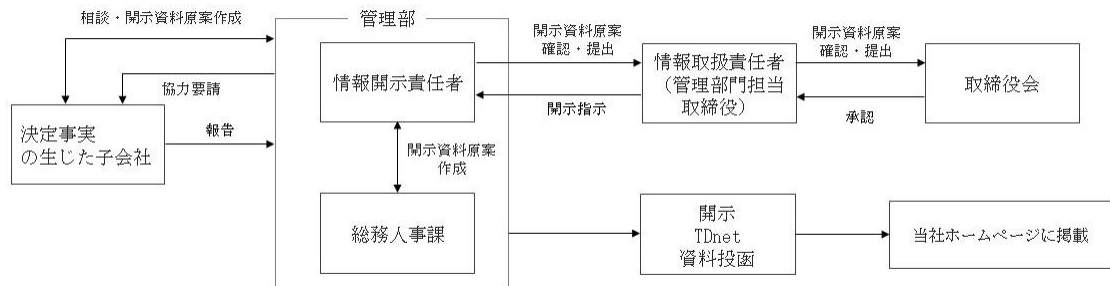 相談・開示資料原案作成
管理部
開示資料原案
確認・提出
開示資料原案
確認・提出
情報開示責任者
情報取扱責任者
（管理部門担当
取締役）
取締役会
協力要請
開示指示
承認
決定事実
の生じた子会社
報告
開示資料原案
作成
総務人事課
開示
TDnet
資料投函
当社ホームページに掲載